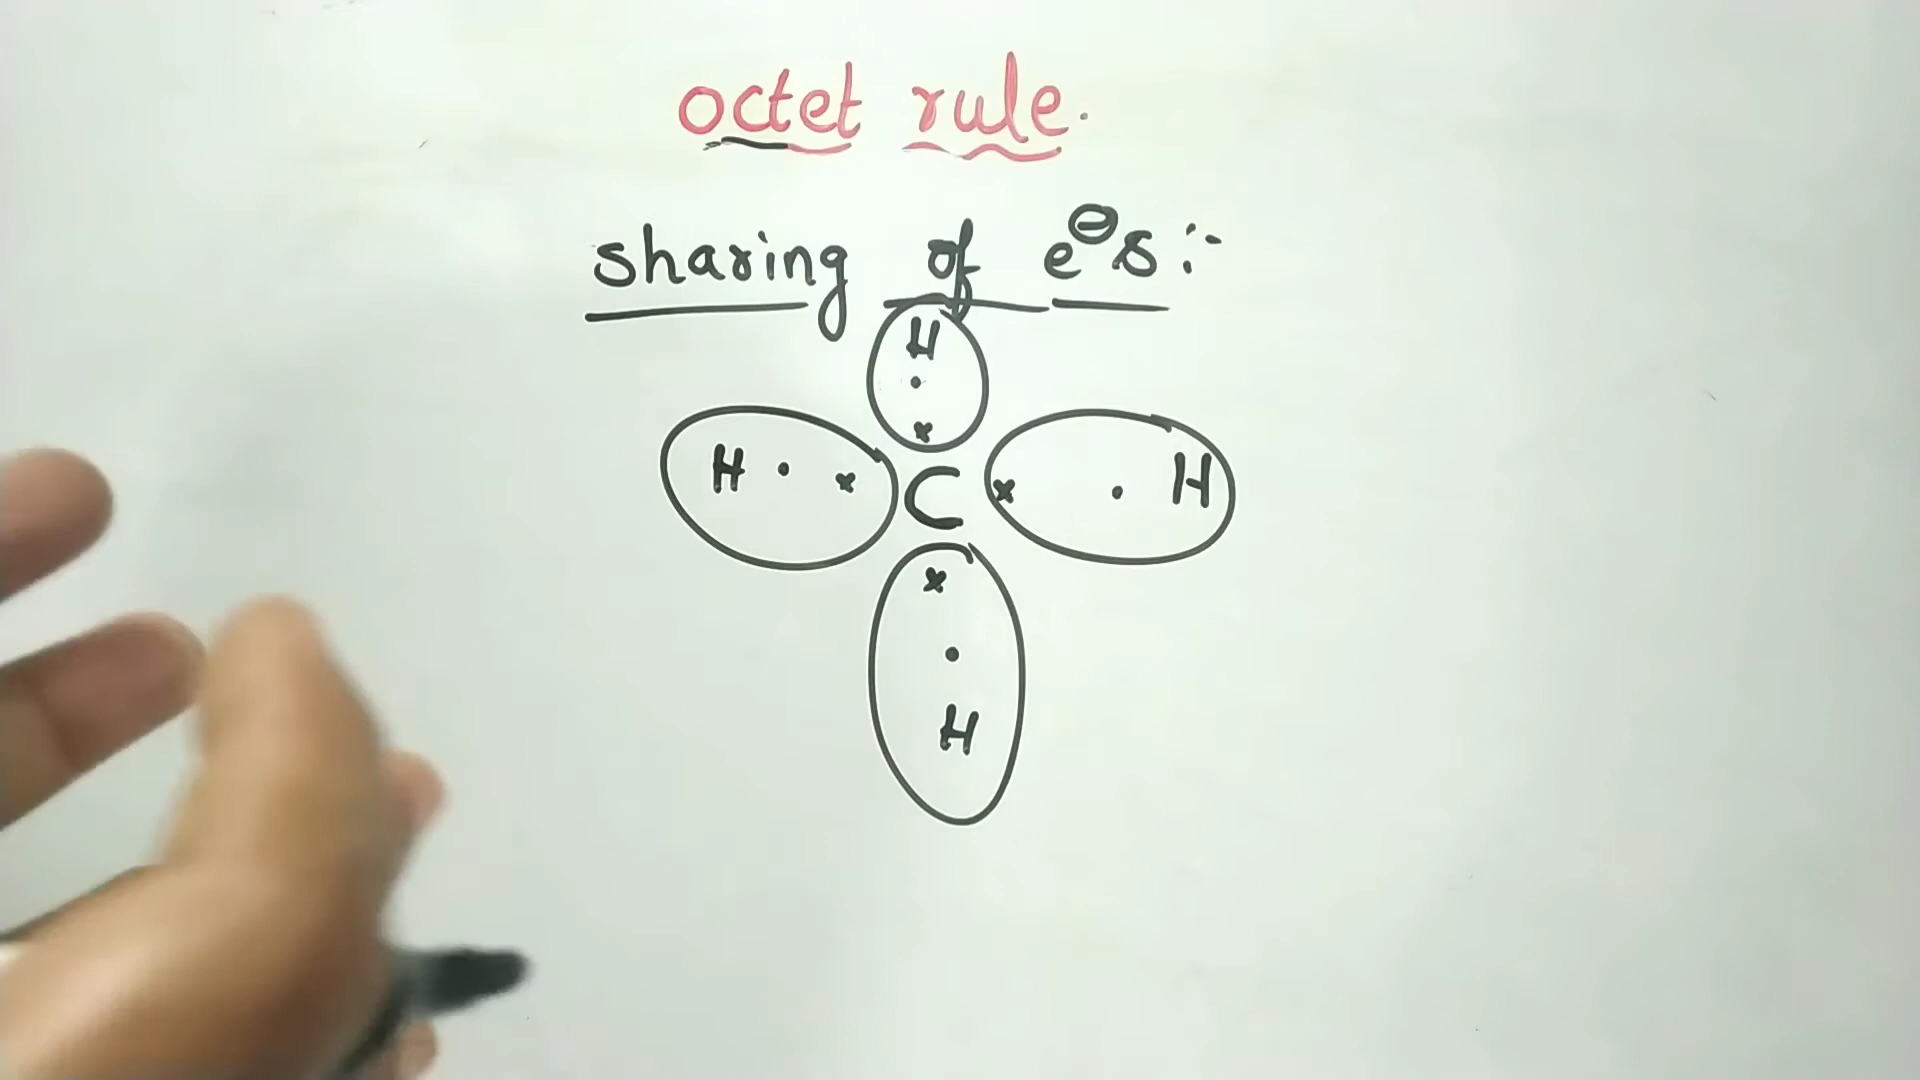 octet rule.
sharing of e⊖s :-
H
•
x
H • x C x • H
x
•
H